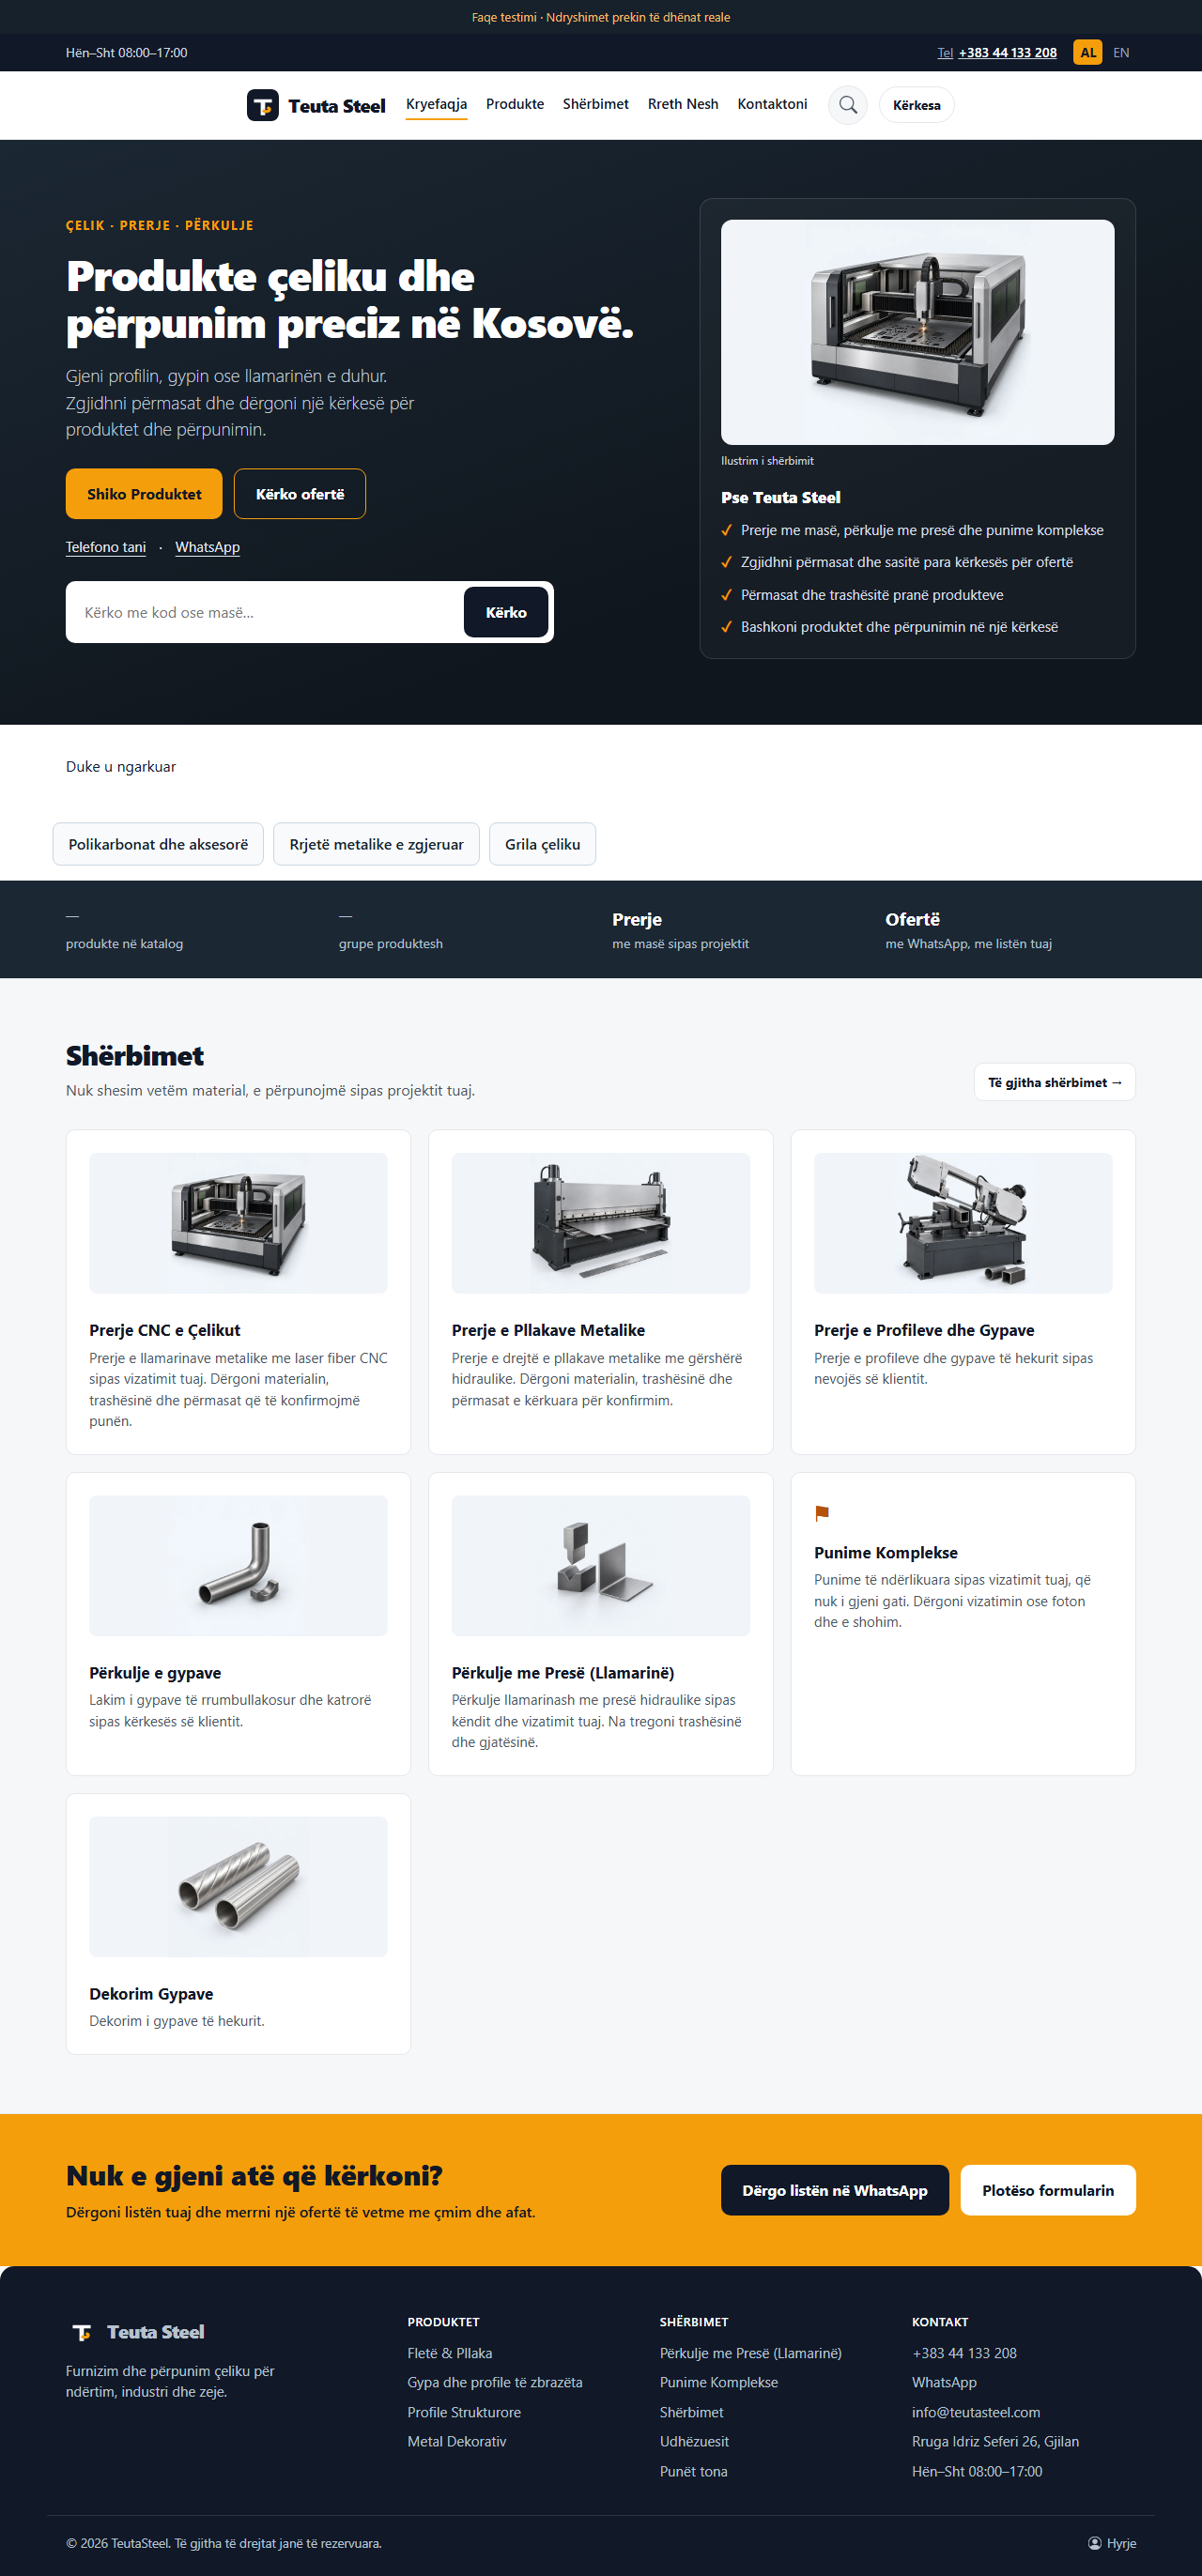 Faqe testimi · Ndryshimet prekin të dhënat reale
Hën–Sht 08:00–17:00
Tel +383 44 133 208
AL
EN
Teuta Steel
Kryefaqja
Produkte
Shërbimet
Rreth Nesh
Kontaktoni
Kërkesa
ÇELIK · PRERJE · PËRKULJE
Produkte çeliku dhe
përpunim preciz në Kosovë.
Gjeni profilin, gypin ose llamarinën e duhur.
Zgjidhni përmasat dhe dërgoni një kërkesë për
produktet dhe përpunimin.
Shiko Produktet
Kërko ofertë
Telefono tani · WhatsApp
Kërko me kod ose masë...
Kërko
Ilustrim i shërbimit
Pse Teuta Steel
✓ Prerje me masë, përkulje me presë dhe punime komplekse
✓ Zgjidhni përmasat dhe sasitë para kërkesës për ofertë
✓ Përmasat dhe trashësitë pranë produkteve
✓ Bashkoni produktet dhe përpunimin në një kërkesë
Duke u ngarkuar
Polikarbonat dhe aksesorë
Rrjetë metalike e zgjeruar
Grila çeliku
—
produkte në katalog
—
grupe produktesh
Prerje
me masë sipas projektit
Ofertë
me WhatsApp, me listën tuaj
Shërbimet
Nuk shesim vetëm material, e përpunojmë sipas projektit tuaj.
Të gjitha shërbimet →
Prerje CNC e Çelikut
Prerje e llamarinave metalike me laser fiber CNC
sipas vizatimit tuaj. Dërgoni materialin,
trashësinë dhe përmasat që të konfirmojmë
punën.
Prerje e Pllakave Metalike
Prerje e drejtë e pllakave metalike me gërshërë
hidraulike. Dërgoni materialin, trashësinë dhe
përmasat e kërkuara për konfirmim.
Prerje e Profileve dhe Gypave
Prerje e profileve dhe gypave të hekurit sipas
nevojës së klientit.
Përkulje e gypave
Lakim i gypave të rrumbullakosur dhe katrorë
sipas kërkesës së klientit.
Përkulje me Presë (Llamarinë)
Përkulje llamarinash me presë hidraulike sipas
këndit dhe vizatimit tuaj. Na tregoni trashësinë
dhe gjatësinë.
Punime Komplekse
Punime të ndërlikuara sipas vizatimit tuaj, që
nuk i gjeni gati. Dërgoni vizatimin ose foton
dhe e shohim.
Dekorim Gypave
Dekorim i gypave të hekurit.
Nuk e gjeni atë që kërkoni?
Dërgoni listën tuaj dhe merrni një ofertë të vetme me çmim dhe afat.
Dërgo listën në WhatsApp
Plotëso formularin
Teuta Steel
Furnizim dhe përpunim çeliku për
ndërtim, industri dhe zeje.
PRODUKTET
Fletë & Pllaka
Gypa dhe profile të zbrazëta
Profile Strukturore
Metal Dekorativ
SHËRBIMET
Përkulje me Presë (Llamarinë)
Punime Komplekse
Shërbimet
Udhëzuesit
Punët tona
KONTAKT
+383 44 133 208
WhatsApp
info@teutasteel.com
Rruga Idriz Seferi 26, Gjilan
Hën–Sht 08:00–17:00
© 2026 TeutaSteel. Të gjitha të drejtat janë të rezervuara.
Hyrje